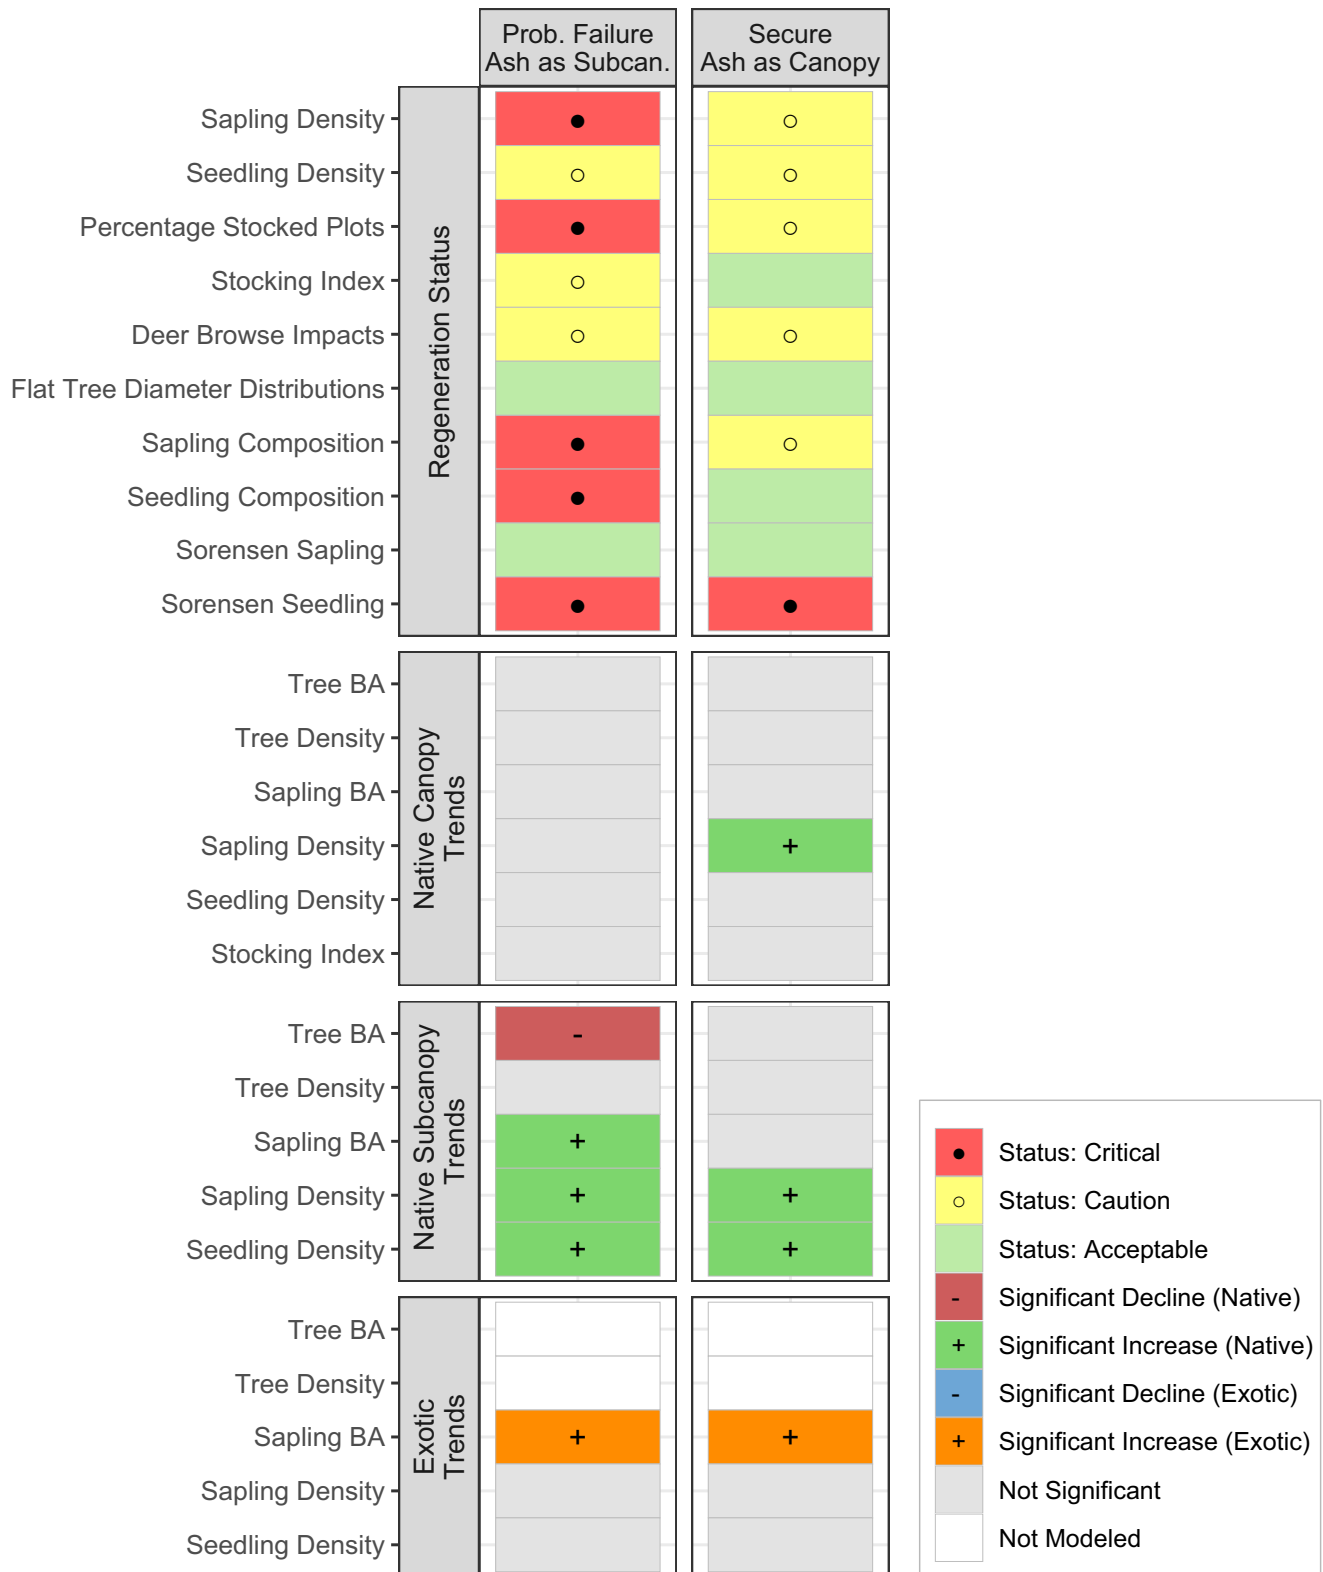 Prob. Failure
Ash as Subcan.
Secure
Ash as Canopy
Regeneration Status
Sapling Density
Seedling Density
Percentage Stocked Plots
Stocking Index
Deer Browse Impacts
Flat Tree Diameter Distributions
Sapling Composition
Seedling Composition
Sorensen Sapling
Sorensen Seedling
Native Canopy
Trends
Tree BA
Tree Density
Sapling BA
Sapling Density
+
Seedling Density
Stocking Index
Native Subcanopy
Trends
Tree BA
-
Tree Density
Sapling BA
+
Sapling Density
+ +
Seedling Density
+ +
Exotic
Trends
Tree BA
Tree Density
Sapling BA
+ +
Sapling Density
Seedling Density
Status: Critical
Status: Caution
Status: Acceptable
- Significant Decline (Native)
+ Significant Increase (Native)
- Significant Decline (Exotic)
+ Significant Increase (Exotic)
Not Significant
Not Modeled